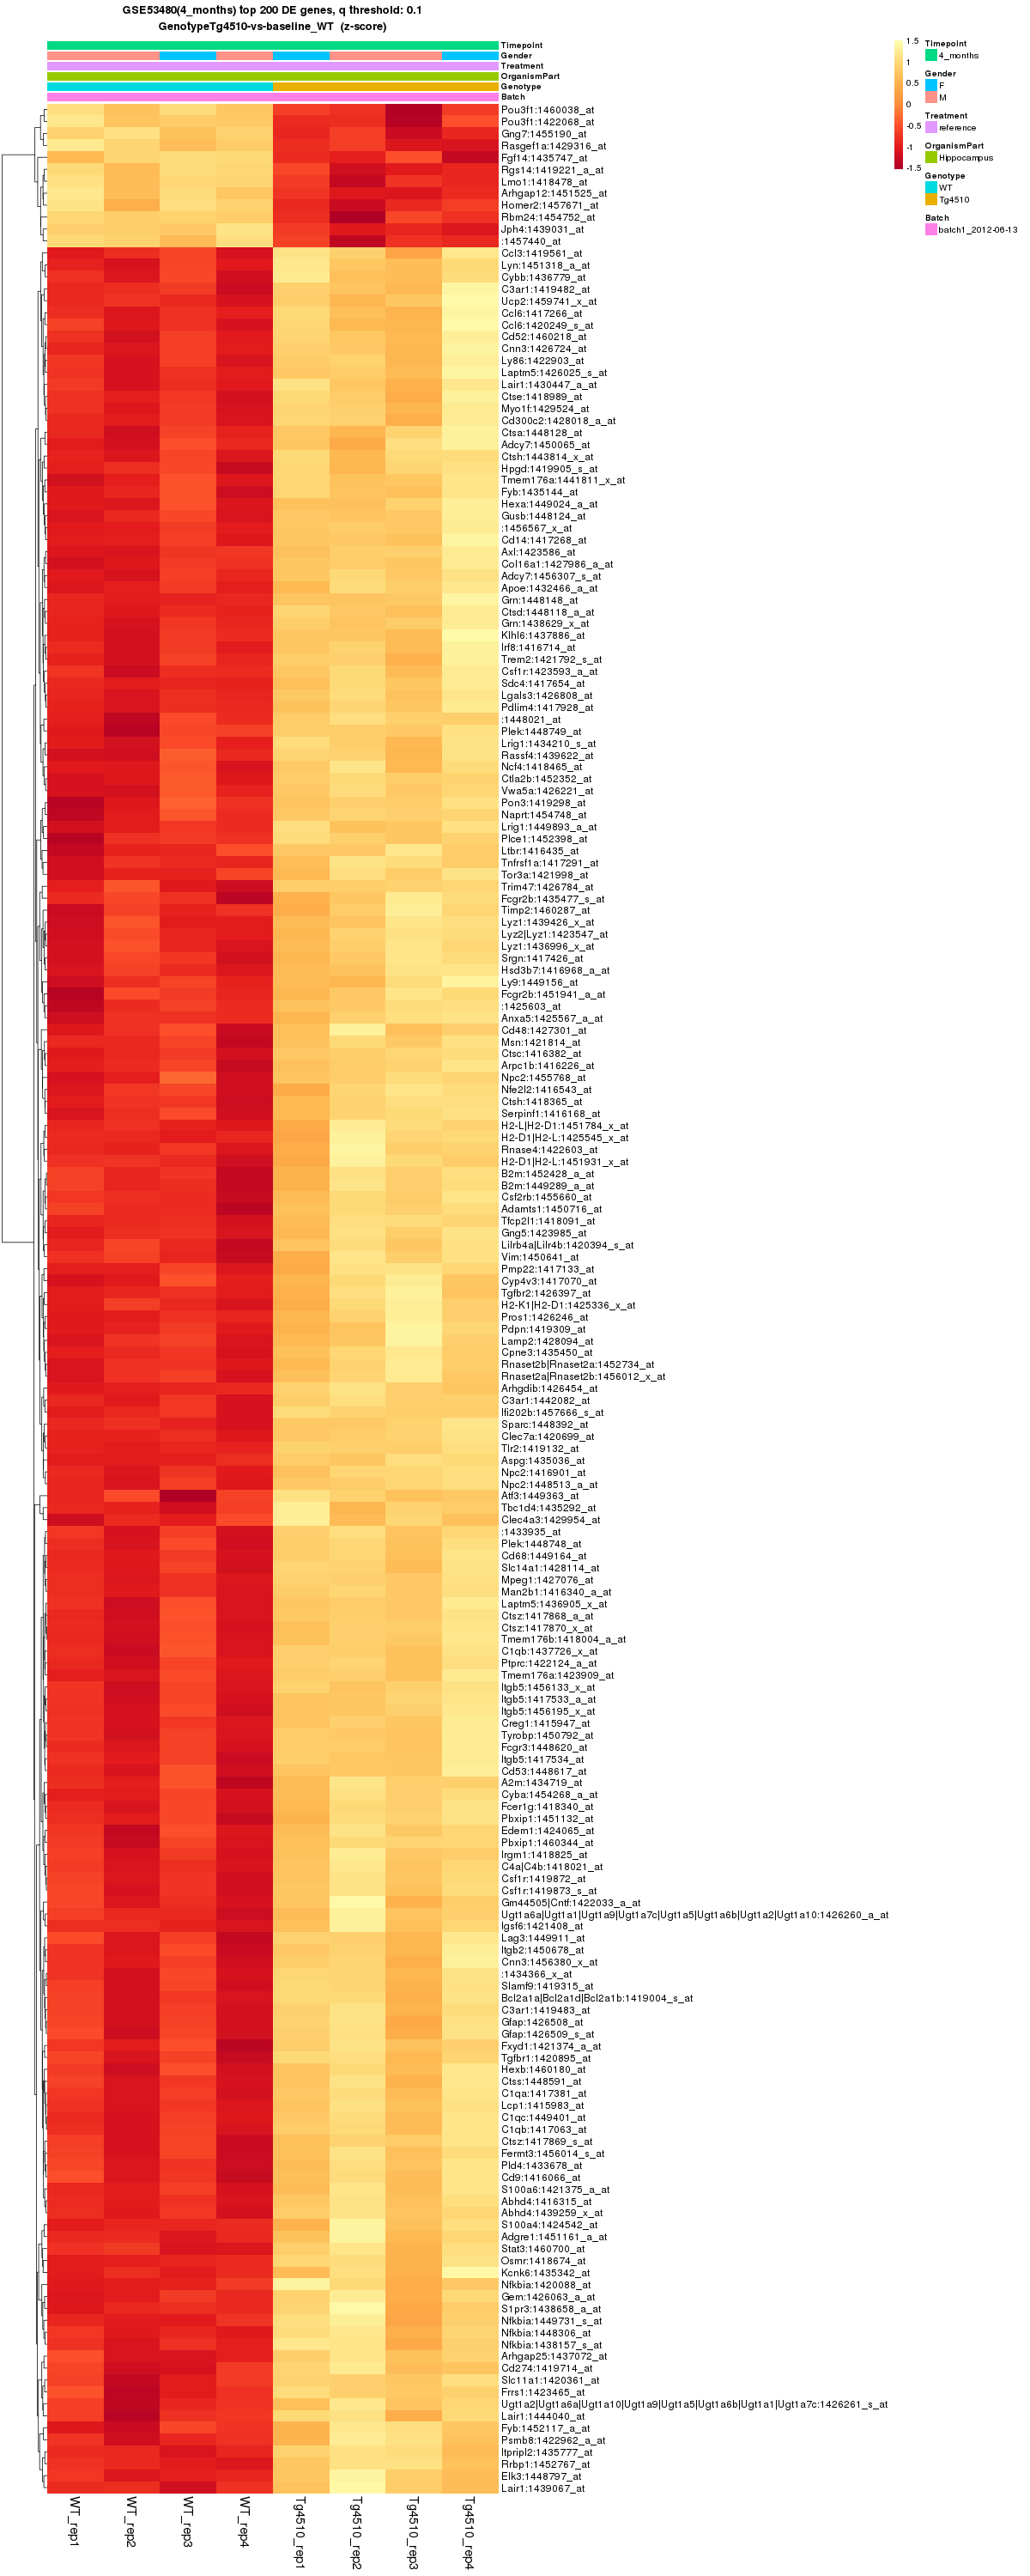 GSE53480(4_months) top 200 DE genes, q threshold: 0.1
GenotypeTg4510-vs-baseline_WT (z-score)
Timepoint
Gender
Treatment
OrganismPart
Genotype
Batch
1.5
1
0.5
0
-0.5
-1
-1.5
Timepoint
4_months
Gender
F
M
Treatment
reference
OrganismPart
Hippocampus
Genotype
WT
Tg4510
Batch
batch1_2012-06-13
Pou3f1:1460038_at
Pou3f1:1422068_at
Gng7:1455190_at
Rasgef1a:1429316_at
Fgf14:1435747_at
Rgs14:1419221_a_at
Lmo1:1418478_at
Arhgap12:1451525_at
Homer2:1457671_at
Rbm24:1454752_at
Jph4:1439031_at
:1457440_at
Ccl3:1419561_at
Lyn:1451318_a_at
Cybb:1436779_at
C3ar1:1419482_at
Ucp2:1459741_x_at
Ccl6:1417266_at
Ccl6:1420249_s_at
Cd52:1460218_at
Cnn3:1426724_at
Ly86:1422903_at
Laptm5:1426025_s_at
Lair1:1430447_a_at
Ctse:1418989_at
Myo1f:1429524_at
Cd300c2:1428018_a_at
Ctsa:1448128_at
Adcy7:1450065_at
Ctsh:1443814_x_at
Hpgd:1419905_s_at
Tmem176a:1441811_x_at
Fyb:1435144_at
Hexa:1449024_a_at
Gusb:1448124_at
:1456567_x_at
Cd14:1417268_at
Axl:1423586_at
Col16a1:1427986_a_at
Adcy7:1456307_s_at
Apoe:1432466_a_at
Grn:1448148_at
Ctsd:1448118_a_at
Grn:1438629_x_at
Klhl6:1437886_at
Irf8:1416714_at
Trem2:1421792_s_at
Csf1r:1423593_a_at
Sdc4:1417654_at
Lgals3:1426808_at
Pdlim4:1417928_at
:1448021_at
Plek:1448749_at
Lrig1:1434210_s_at
Rassf4:1439622_at
Ncf4:1418465_at
Ctla2b:1452352_at
Vwa5a:1426221_at
Pon3:1419298_at
Naprt:1454748_at
Lrig1:1449893_a_at
Plce1:1452398_at
Ltbr:1416435_at
Tnfrsf1a:1417291_at
Tor3a:1421998_at
Trim47:1426784_at
Fcgr2b:1435477_s_at
Timp2:1460287_at
Lyz1:1439426_x_at
Lyz2|Lyz1:1423547_at
Lyz1:1436996_x_at
Srgn:1417426_at
Hsd3b7:1416968_a_at
Ly9:1449156_at
Fcgr2b:1451941_a_at
:1425603_at
Anxa5:1425567_a_at
Cd48:1427301_at
Msn:1421814_at
Ctsc:1416382_at
Arpc1b:1416226_at
Npc2:1455768_at
Nfe2l2:1416543_at
Ctsh:1418365_at
Serpinf1:1416168_at
H2-L|H2-D1:1451784_x_at
H2-D1|H2-L:1425545_x_at
Rnase4:1422603_at
H2-D1|H2-L:1451931_x_at
B2m:1452428_a_at
B2m:1449289_a_at
Csf2rb:1455660_at
Adamts1:1450716_at
Tfcp2l1:1418091_at
Gng5:1423985_at
Lilrb4a|Lilr4b:1420394_s_at
Vim:1450641_at
Pmp22:1417133_at
Cyp4v3:1417070_at
Tgfbr2:1426397_at
H2-K1|H2-D1:1425336_x_at
Pros1:1426246_at
Pdpn:1419309_at
Lamp2:1428094_at
Cpne3:1435450_at
Rnaset2b|Rnaset2a:1452734_at
Rnaset2a|Rnaset2b:1456012_x_at
Arhgdib:1426454_at
C3ar1:1442082_at
Ifi202b:1457666_s_at
Sparc:1448392_at
Clec7a:1420699_at
Tlr2:1419132_at
Aspg:1435036_at
Npc2:1416901_at
Npc2:1448513_a_at
Atf3:1449363_at
Tbc1d4:1435292_at
Clec4a3:1429954_at
:1433935_at
Plek:1448748_at
Cd68:1449164_at
Slc14a1:1428114_at
Mpeg1:1427076_at
Man2b1:1416340_a_at
Laptm5:1436905_x_at
Ctsz:1417868_a_at
Ctsz:1417870_x_at
Tmem176b:1418004_a_at
C1qb:1437726_x_at
Ptprc:1422124_a_at
Tmem176a:1423909_at
Itgb5:1456133_x_at
Itgb5:1417533_a_at
Itgb5:1456195_x_at
Creg1:1415947_at
Tyrobp:1450792_at
Fcgr3:1448620_at
Itgb5:1417534_at
Cd53:1448617_at
A2m:1434719_at
Cyba:1454268_a_at
Fcer1g:1418340_at
Pbxip1:1451132_at
Edem1:1424065_at
Pbxip1:1460344_at
Irgm1:1418825_at
C4a|C4b:1418021_at
Csf1r:1419872_at
Csf1r:1419873_s_at
Gm44505|Cntf:1422033_a_at
Ugt1a6a|Ugt1a1|Ugt1a9|Ugt1a7c|Ugt1a5|Ugt1a6b|Ugt1a2|Ugt1a10:1426260_a_at
Igsf6:1421408_at
Lag3:1449911_at
Itgb2:1450678_at
Cnn3:1456380_x_at
:1434366_x_at
Slamf9:1419315_at
Bcl2a1a|Bcl2a1d|Bcl2a1b:1419004_s_at
C3ar1:1419483_at
Gfap:1426508_at
Gfap:1426509_s_at
Fxyd1:1421374_a_at
Tgfbr1:1420895_at
Hexb:1460180_at
Ctss:1448591_at
C1qa:1417381_at
Lcp1:1415983_at
C1qc:1449401_at
C1qb:1417063_at
Ctsz:1417869_s_at
Fermt3:1456014_s_at
Pld4:1433678_at
Cd9:1416066_at
S100a6:1421375_a_at
Abhd4:1416315_at
Abhd4:1439259_x_at
S100a4:1424542_at
Adgre1:1451161_a_at
Stat3:1460700_at
Osmr:1418674_at
Kcnk6:1435342_at
Nfkbia:1420088_at
Gem:1426063_a_at
S1pr3:1438658_a_at
Nfkbia:1449731_s_at
Nfkbia:1448306_at
Nfkbia:1438157_s_at
Arhgap25:1437072_at
Cd274:1419714_at
Slc11a1:1420361_at
Frrs1:1423465_at
Ugt1a2|Ugt1a6a|Ugt1a10|Ugt1a9|Ugt1a5|Ugt1a6b|Ugt1a1|Ugt1a7c:1426261_s_at
Lair1:1444040_at
Fyb:1452117_a_at
Psmb8:1422962_a_at
Itpripl2:1435777_at
Rrbp1:1452767_at
Elk3:1448797_at
Lair1:1439067_at
WT_rep1
WT_rep2
WT_rep3
WT_rep4
Tg4510_rep1
Tg4510_rep2
Tg4510_rep3
Tg4510_rep4